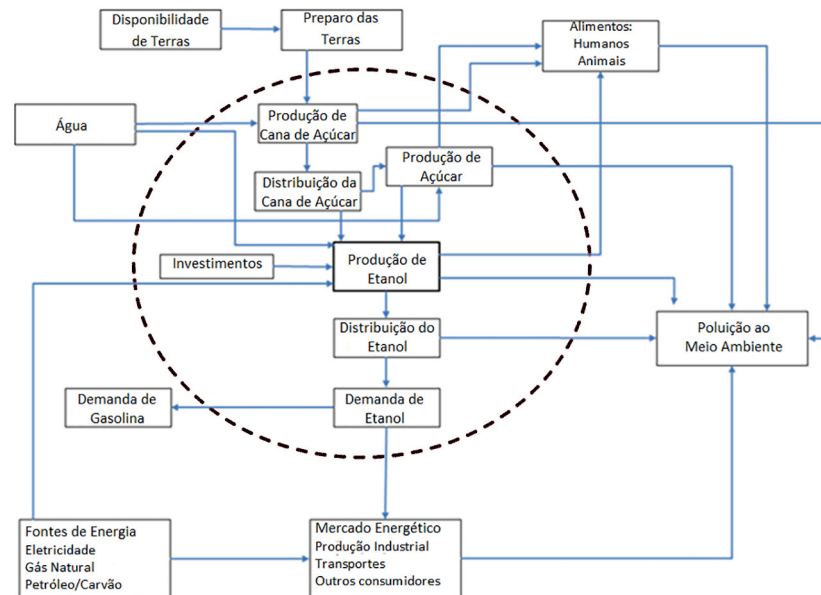 Disponibilidade
de Terras
Preparo das
Terras
Alimentos:
Humanos
Animais
Água
Produção de
Cana de Açúcar
Produção de
Açúcar
Distribuição da
Cana de Açúcar
Investimentos
Produção de
Etanol
Distribuição do
Etanol
Poluição ao
Meio Ambiente
Demanda de
Gasolina
Demanda de
Etanol
Fontes de Energia
Eletricidade
Gás Natural
Petróleo/Carvão
Mercado Energético
Produção Industrial
Transportes
Outros consumidores